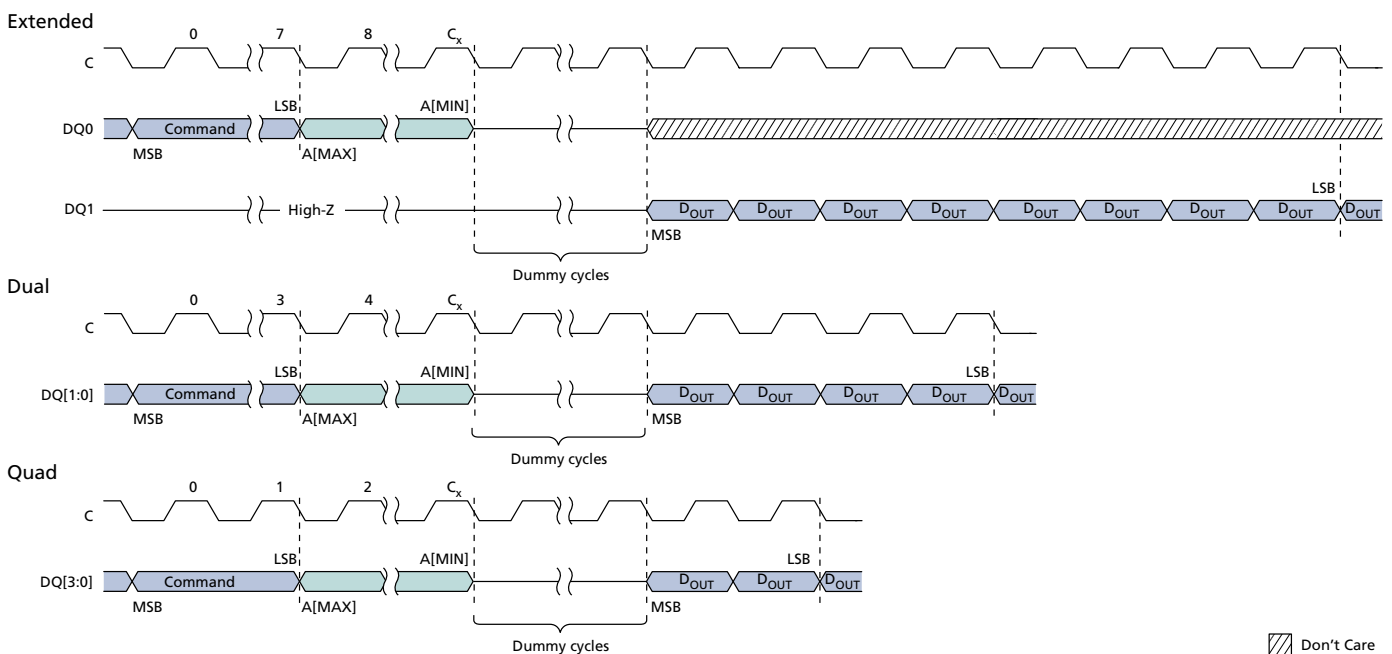 Extended
0 7 8 Cx
C
LSB A[MIN]
DQ0 Command
MSB A[MAX]
LSB
DQ1 High-Z DOUT DOUT DOUT DOUT DOUT DOUT DOUT DOUT DOUT
MSB
Dummy cycles
Dual
0 3 4 Cx
C
LSB A[MIN] LSB
DQ[1:0] Command DOUT DOUT DOUT DOUT DOUT
MSB A[MAX] MSB
Dummy cycles
Quad
0 1 2 Cx
C
LSB A[MIN] LSB
DQ[3:0] Command DOUT DOUT DOUT
MSB A[MAX] MSB
Dummy cycles
Don't Care